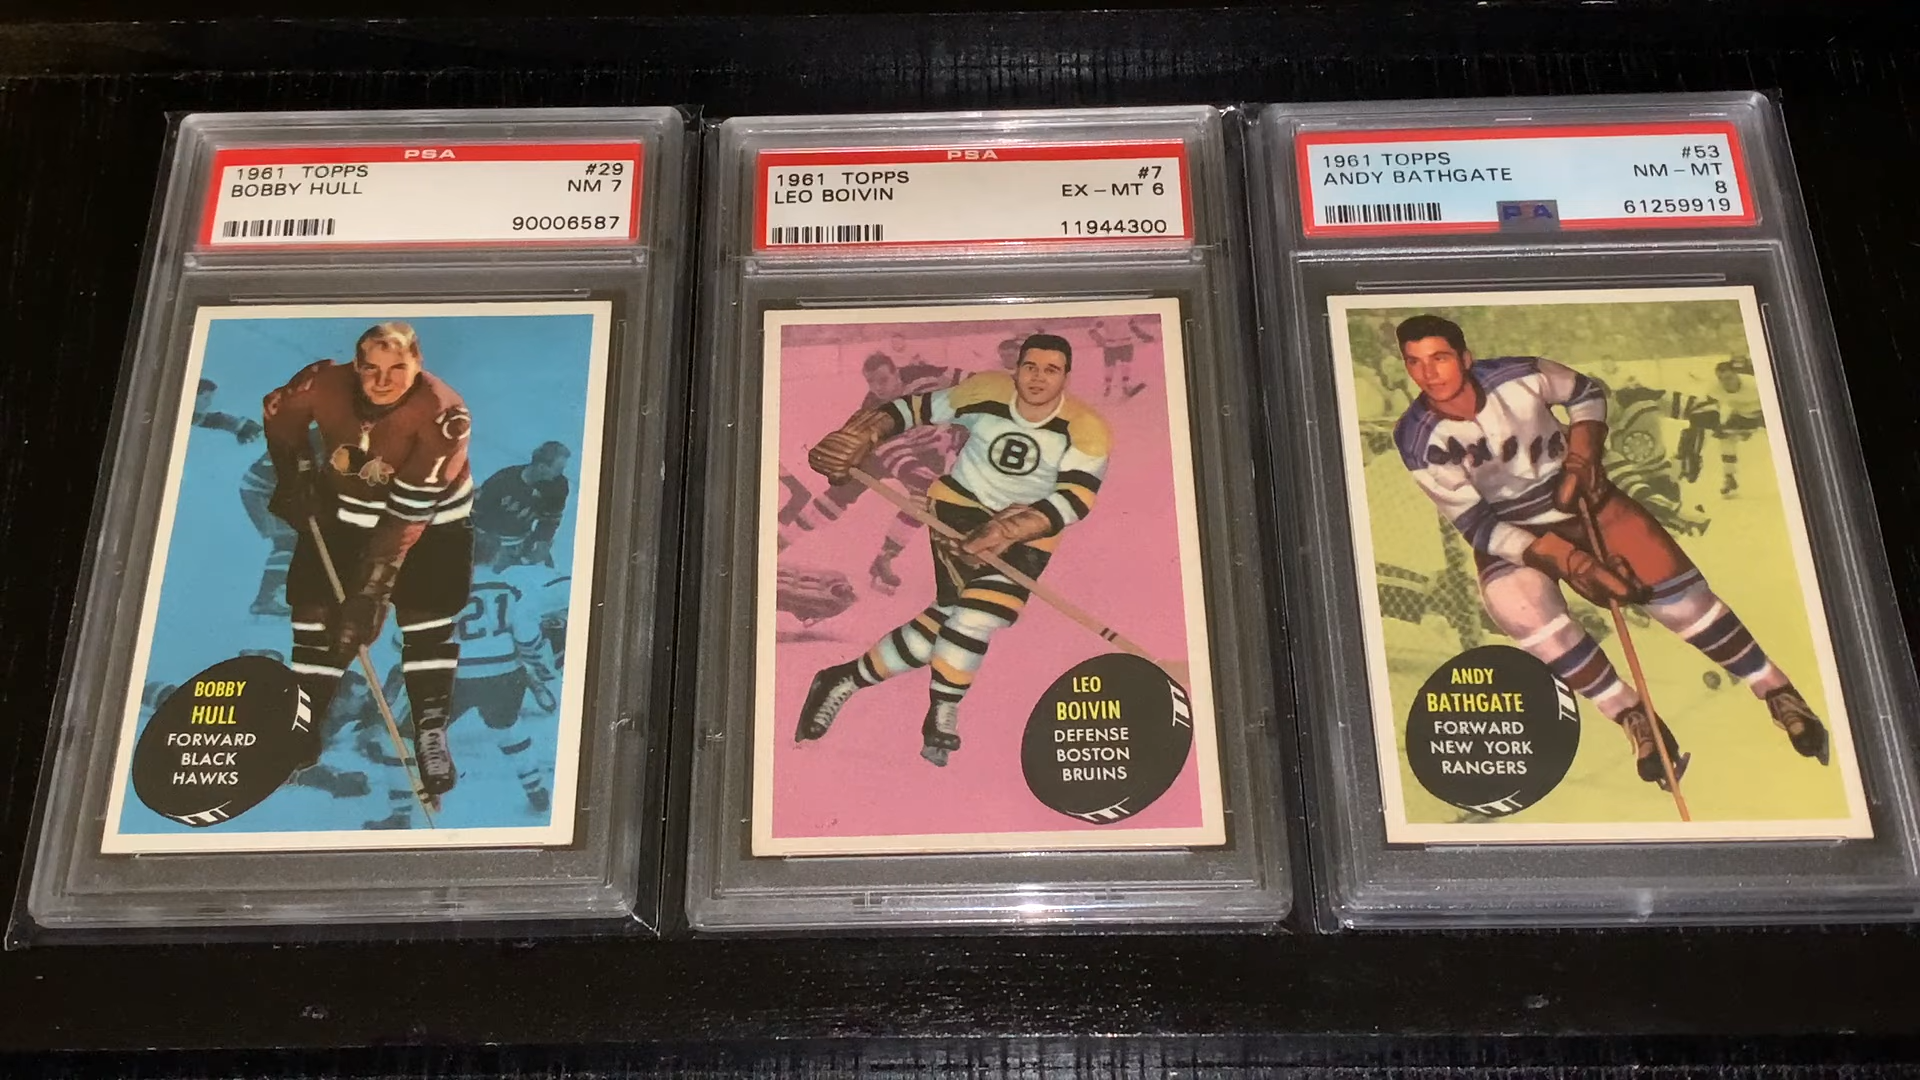 PSA
1961 TOPPS #29
BOBBY HULL NM 7
90006587
PSA
1961 TOPPS #7
LEO BOIVIN EX-MT 6
11944300
1961 TOPPS #53
ANDY BATHGATE NM-MT
8
PSA
61259919
1
21
BOBBY
HULL
FORWARD
BLACK
HAWKS
B
LEO
BOIVIN
DEFENSE
BOSTON
BRUINS
ANDY
BATHGATE
FORWARD
NEW YORK
RANGERS